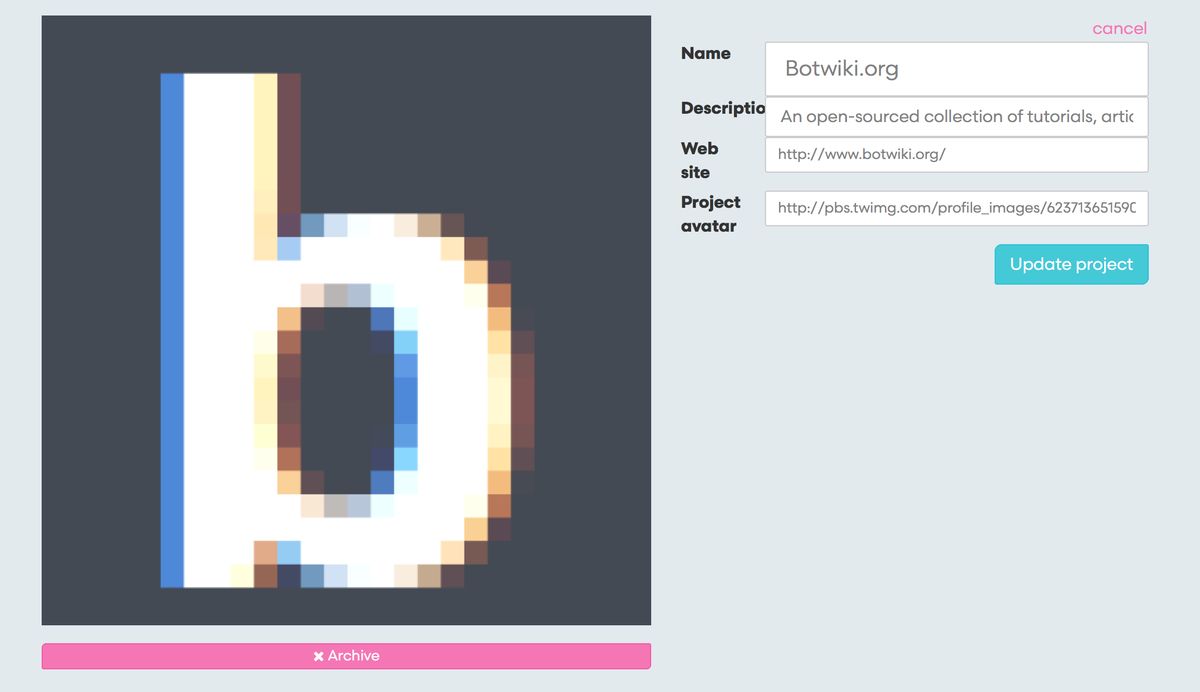 b
cancel
Name
Botwiki.org
Descriptio
An open-sourced collection of tutorials, artic
Web
site
http://www.botwiki.org/
Project
avatar
http://pbs.twimg.com/profile_images/623713651590
Update project
✖ Archive